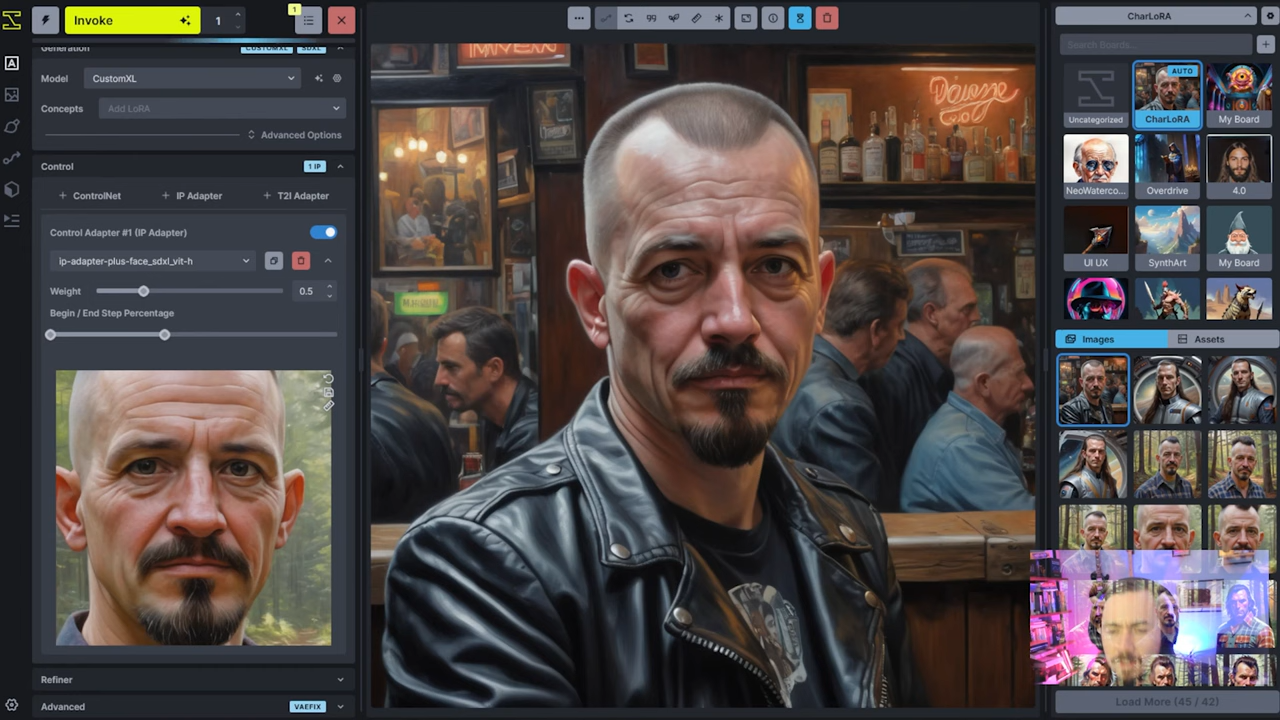 Invoke
1
1
Generation
CUSTOMXL
SDXL
Model
CustomXL
Concepts
Add LoRA
Advanced Options
Control
1 IP
+ ControlNet
+ IP Adapter
+ T2I Adapter
Control Adapter #1 (IP Adapter)
ip-adapter-plus-face_sdxl_vit-h
Weight
0.5
Begin / End Step Percentage
Refiner
Advanced
VAEFIX
CharLoRA
Search Boards...
AUTO
Uncategorized
CharLoRA
My Board
NeoWaterco...
Overdrive
4.0
UI UX
SynthArt
My Board
Images
Assets
Load More (45 / 42)